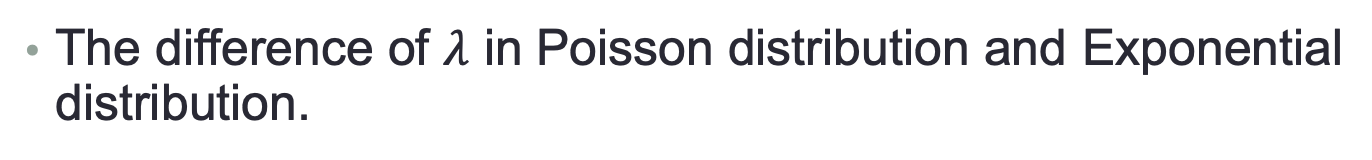 • The difference of λ in Poisson distribution and Exponential
distribution.